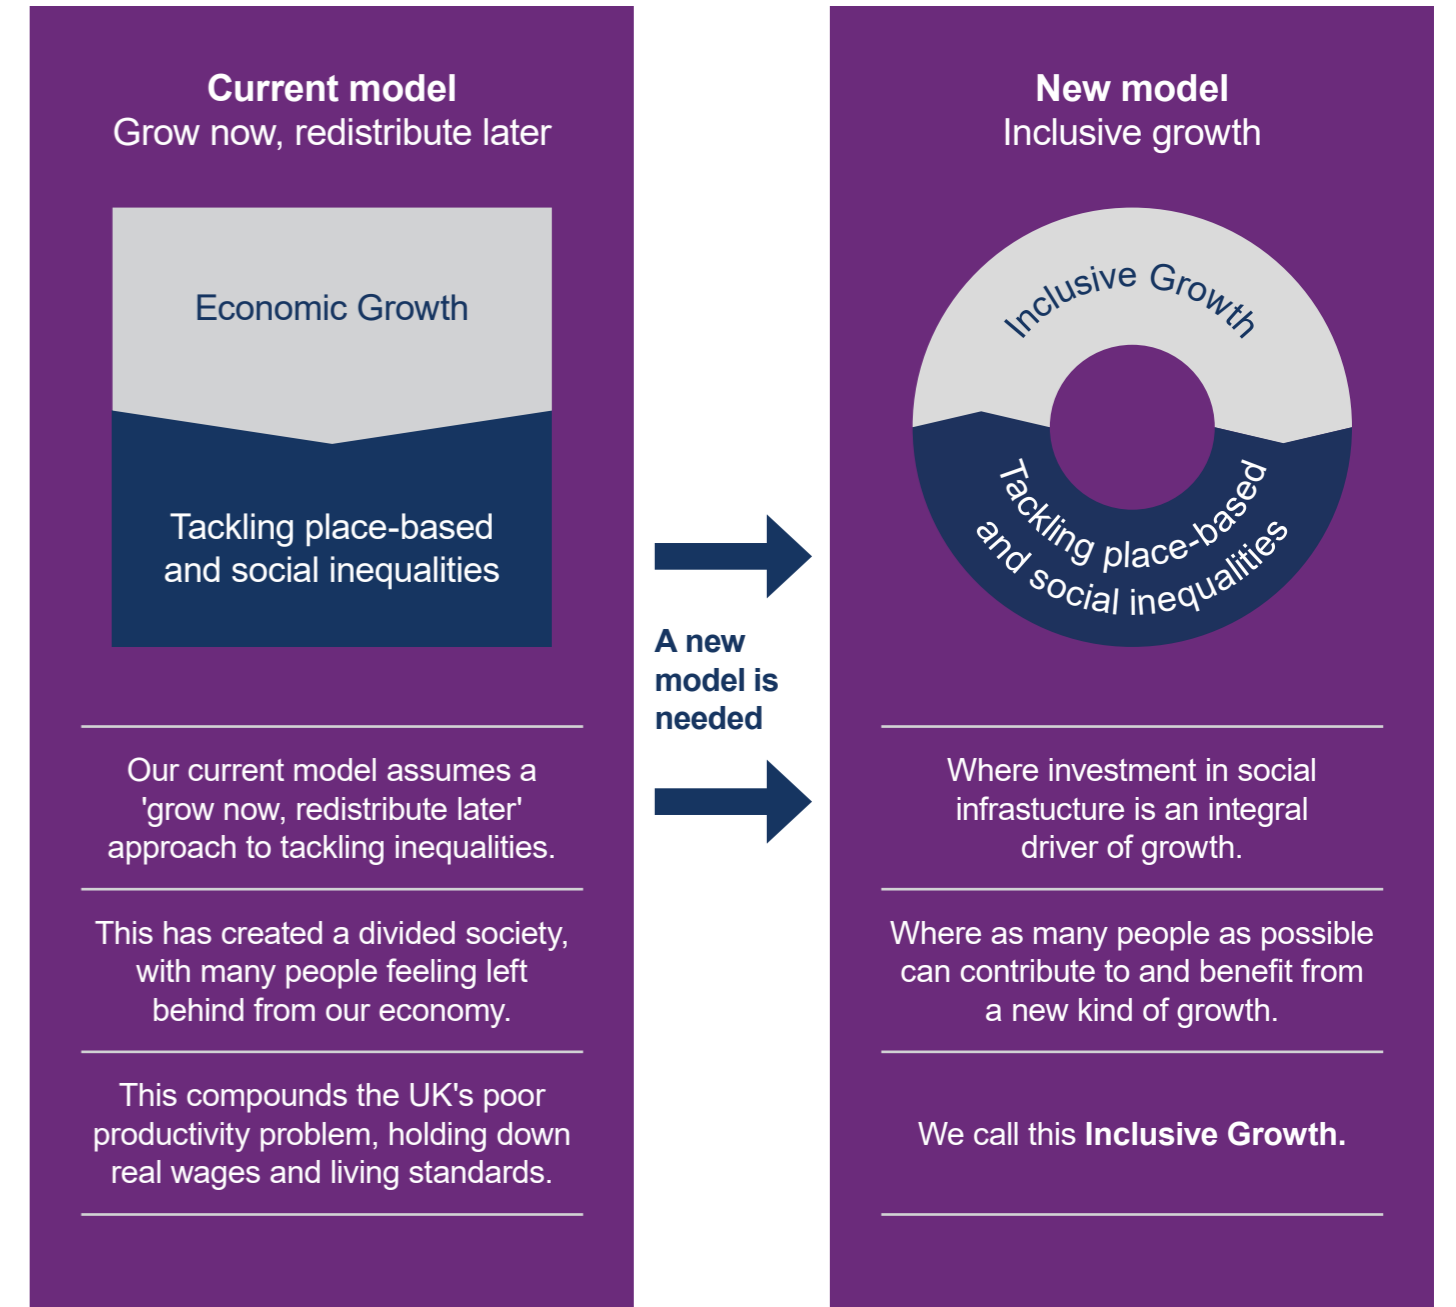 Current model
Grow now, redistribute later
Economic Growth
Tackling place-based
and social inequalities
Our current model assumes a
'grow now, redistribute later'
approach to tackling inequalities.
This has created a divided society,
with many people feeling left
behind from our economy.
This compounds the UK's poor
productivity problem, holding down
real wages and living standards.
A new
model is
needed
New model
Inclusive growth
Inclusive Growth
Tackling place-based
and social inequalities
Where investment in social
infrastucture is an integral
driver of growth.
Where as many people as possible
can contribute to and benefit from
a new kind of growth.
We call this Inclusive Growth.